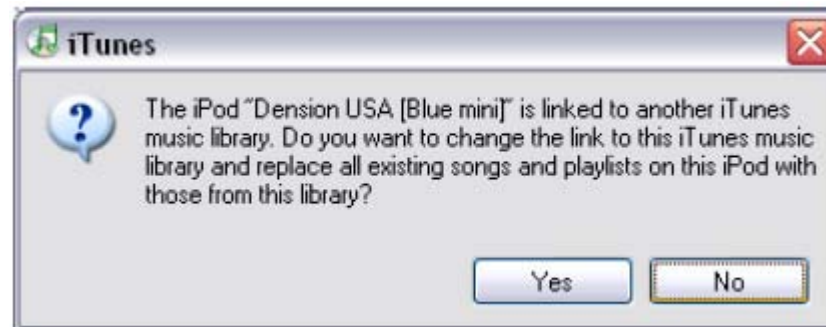 iTunes
The iPod "Dension USA [Blue mini]" is linked to another iTunes
music library. Do you want to change the link to this iTunes music
library and replace all existing songs and playlists on this iPod with
those from this library?
Yes No